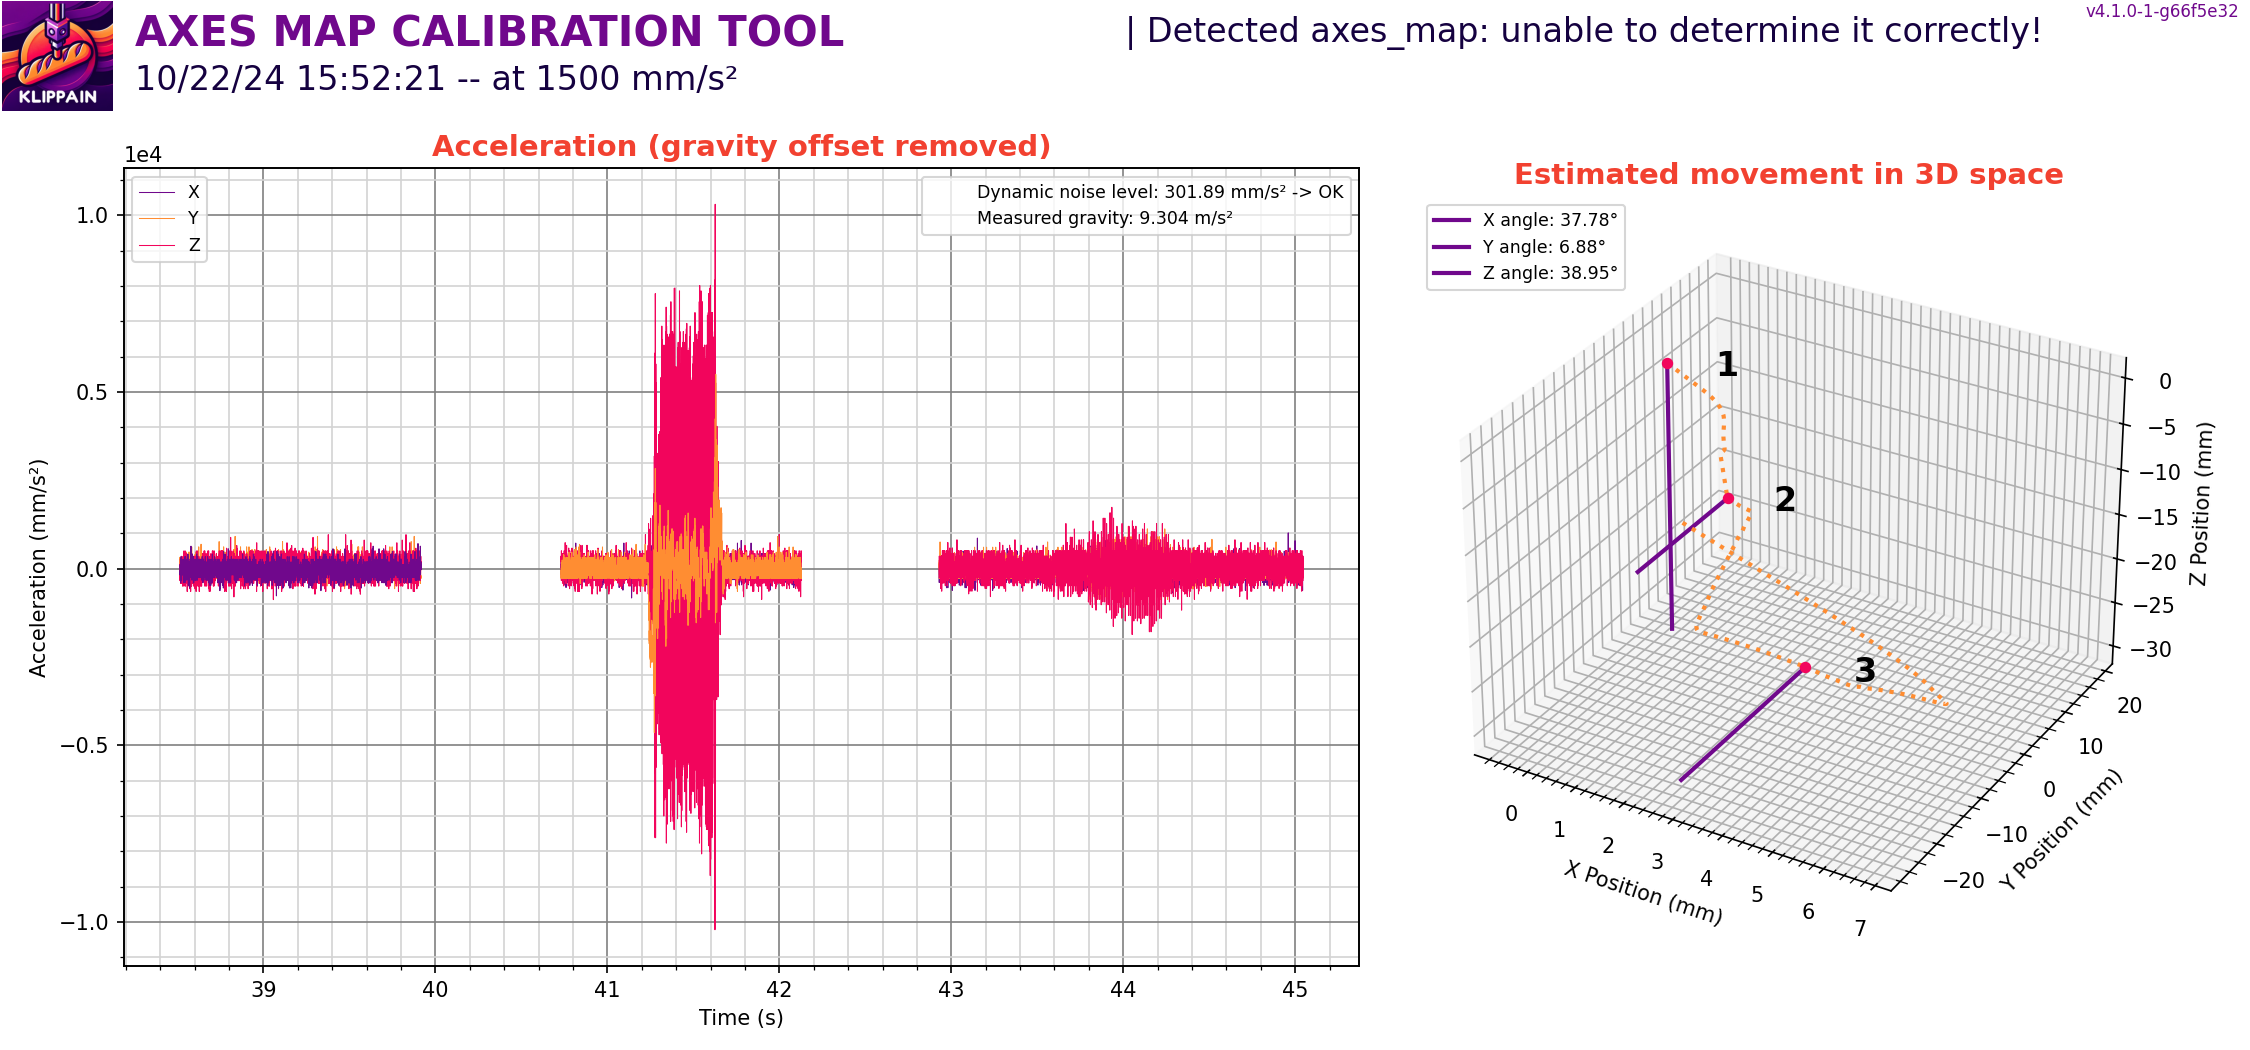 AXES MAP CALIBRATION TOOL
| Detected axes_map: unable to determine it correctly!
v4.1.0-1-g66f5e32
10/22/24 15:52:21 -- at 1500 mm/s²
KLIPPAIN
Acceleration (gravity offset removed)
1e4
X
Y
Z
Dynamic noise level: 301.89 mm/s² -> OK
Measured gravity: 9.304 m/s²
1.0
0.5
0.0
−0.5
−1.0
Acceleration (mm/s²)
39
40
41
42
43
44
45
Time (s)
Estimated movement in 3D space
X angle: 37.78°
Y angle: 6.88°
Z angle: 38.95°
1
2
3
0
−5
−10
−15
−20
−25
−30
Z Position (mm)
20
10
0
−10
−20
Y Position (mm)
0
1
2
3
4
5
6
7
X Position (mm)